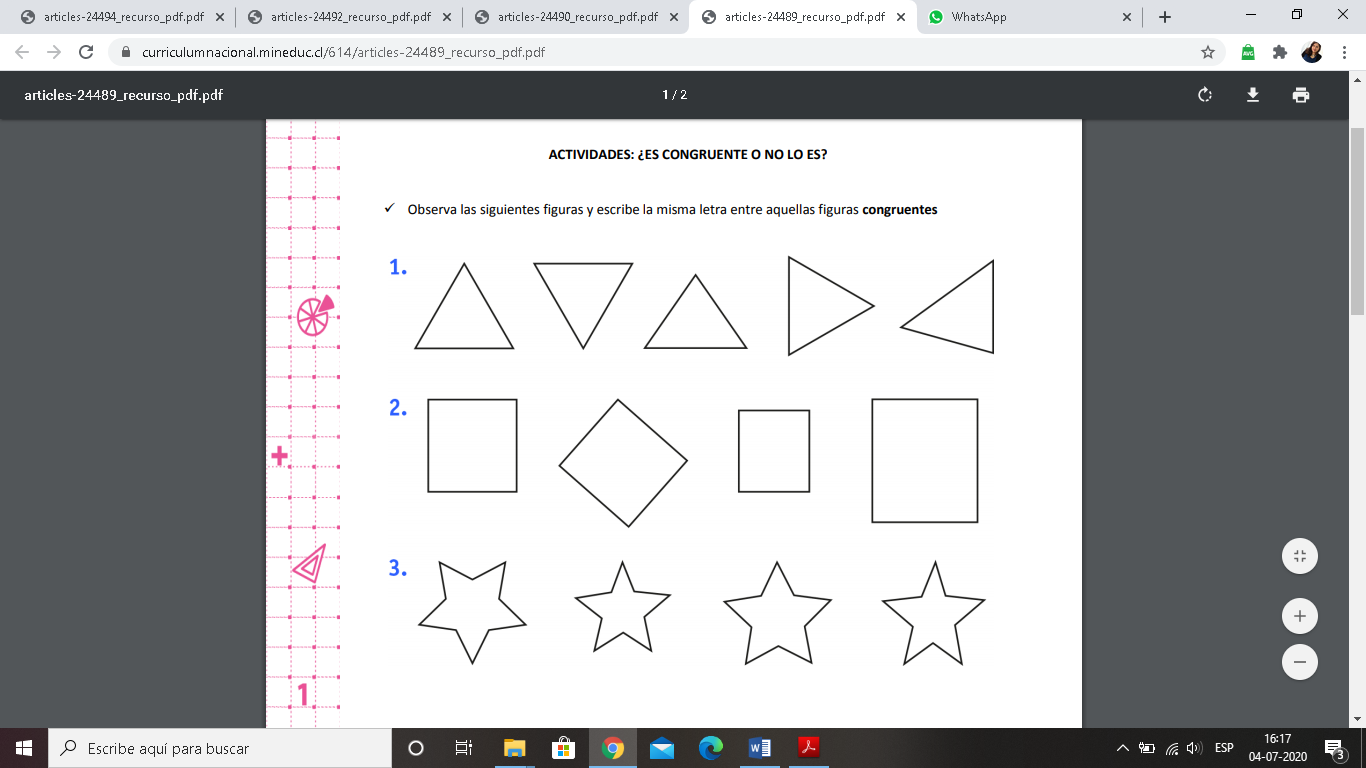 articles-24494_recurso_pdf.pdf
articles-24492_recurso_pdf.pdf
articles-24490_recurso_pdf.pdf
articles-24489_recurso_pdf.pdf
WhatsApp
curriculumnacional.mineduc.cl/614/articles-24489_recurso_pdf.pdf
AVG
articles-24489_recurso_pdf.pdf
1 / 2
ACTIVIDADES: ¿ES CONGRUENTE O NO LO ES?
✓ Observa las siguientes figuras y escribe la misma letra entre aquellas figuras congruentes
1.
2.
3.
1
Escribe aquí para buscar
ESP
16:17
04-07-2020
3